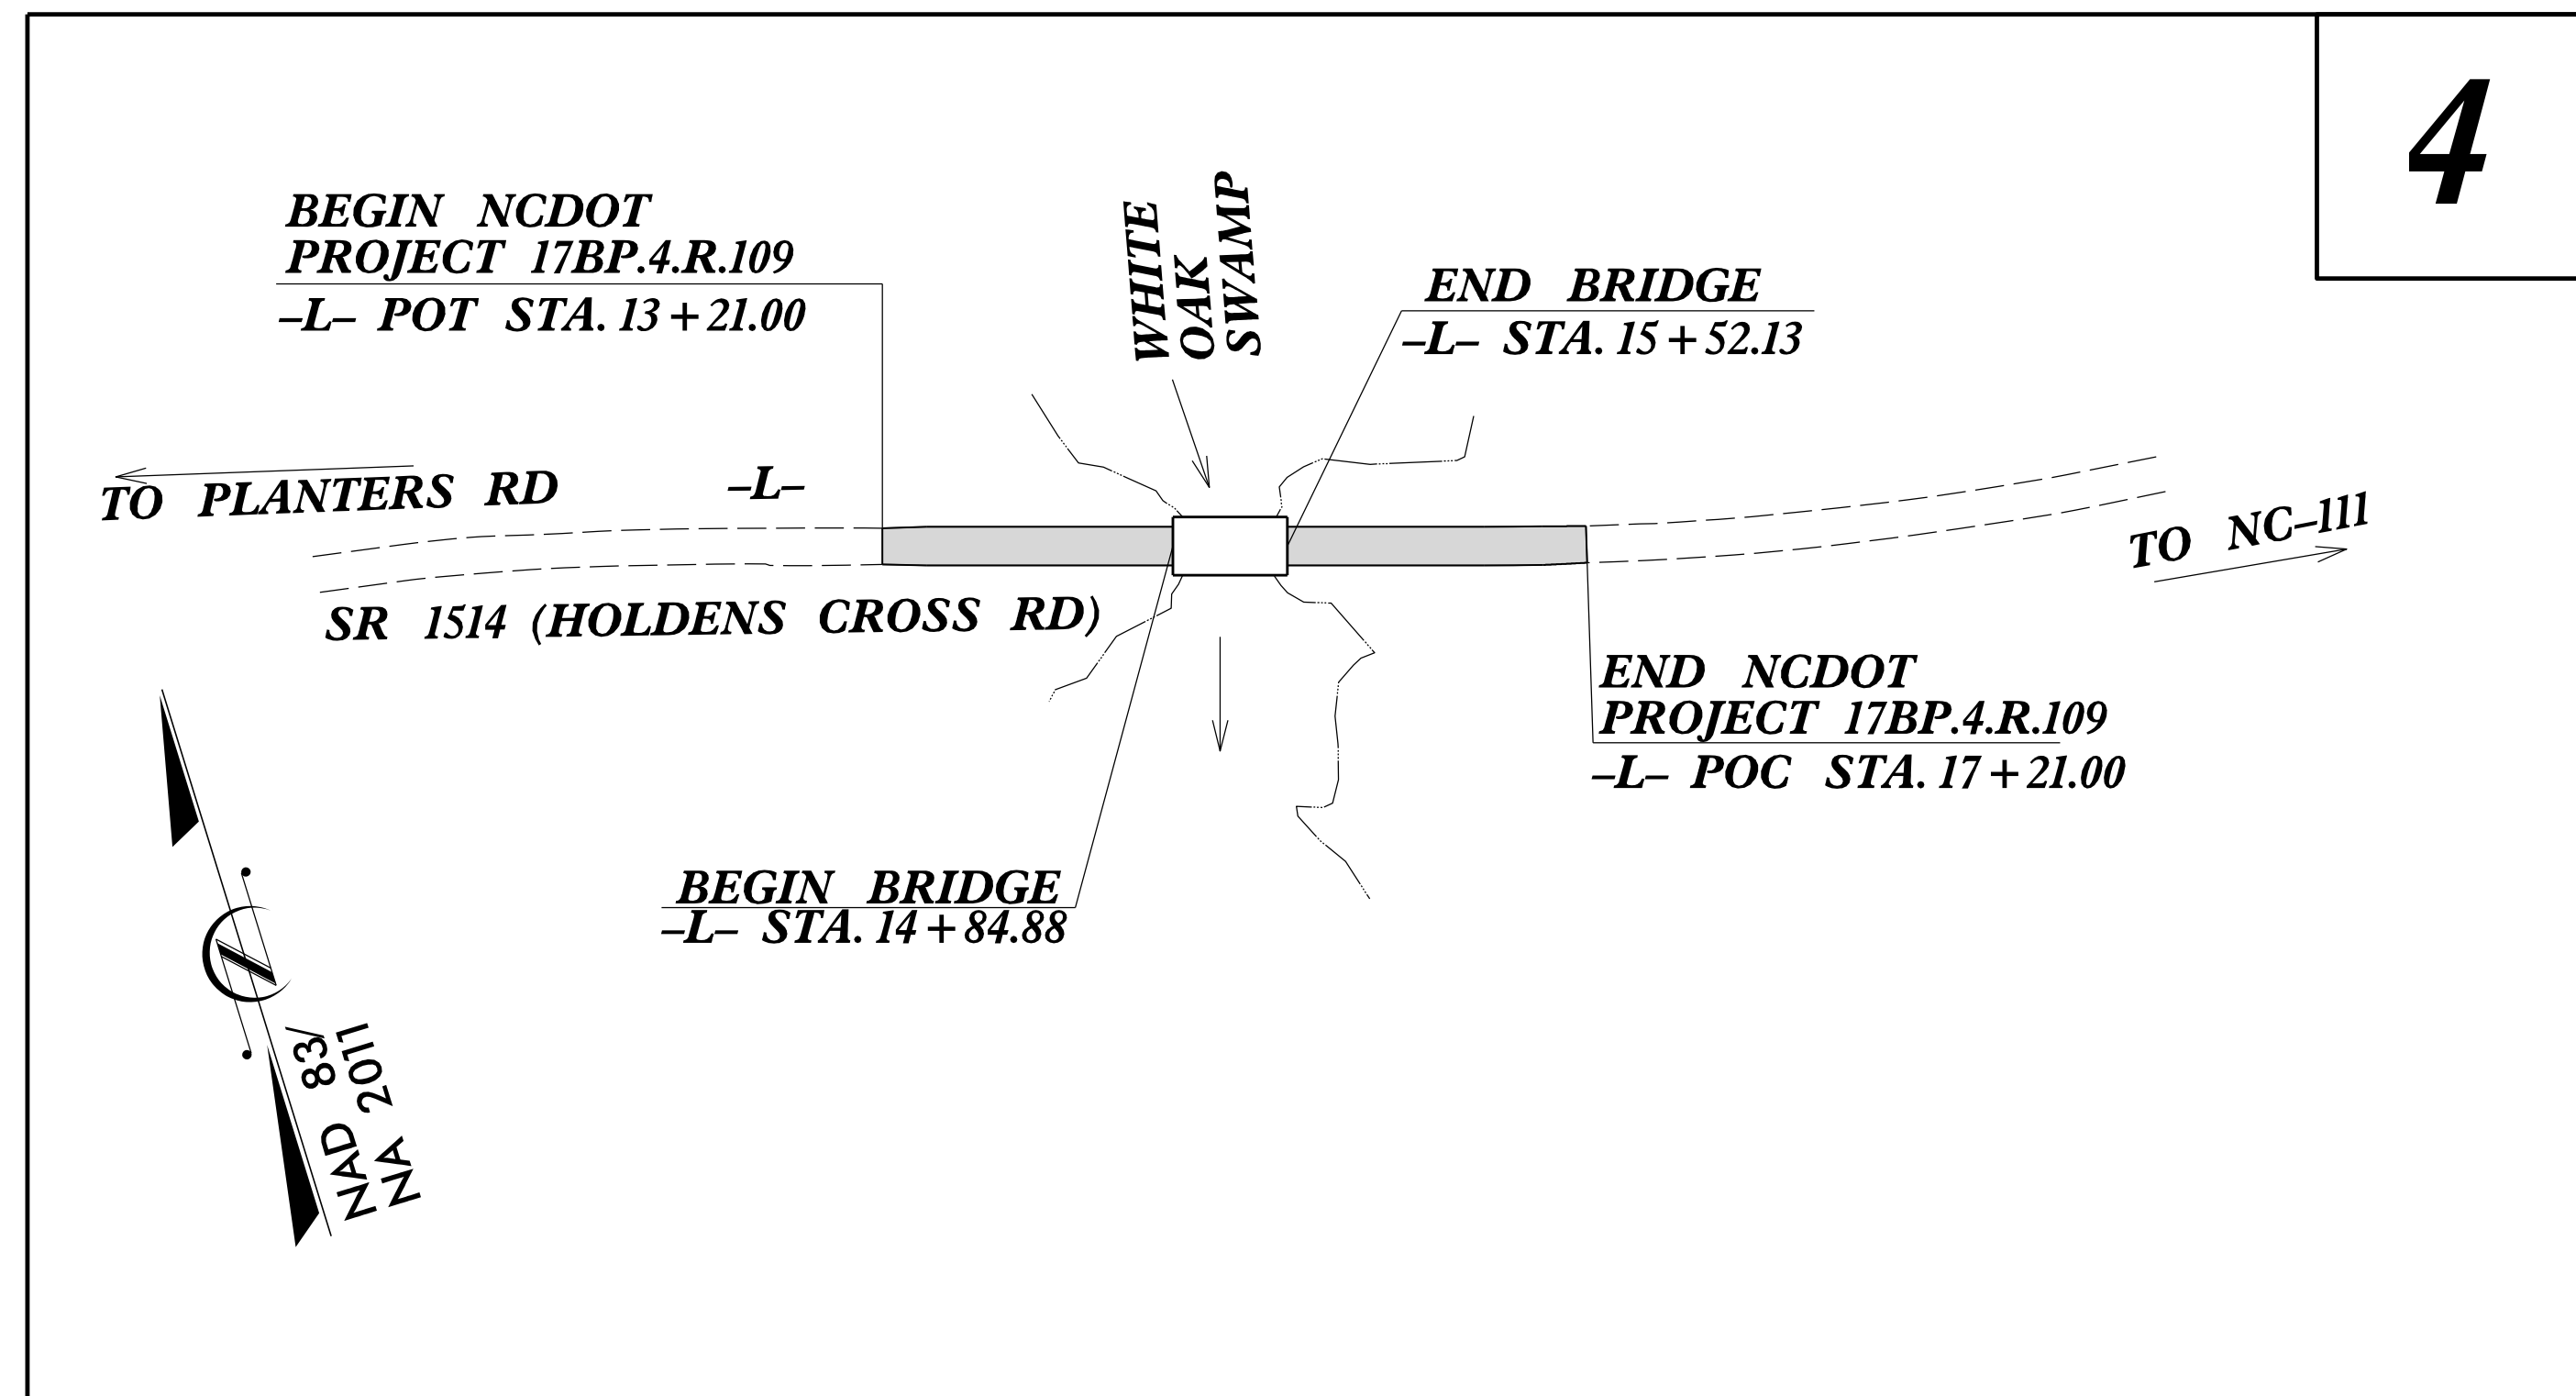 4
BEGIN NCDOT
PROJECT 17BP.4.R.109
-L- POT STA. 13+21.00
WHITE
OAK
SWAMP
END BRIDGE
-L- STA. 15+52.13
TO PLANTERS RD
-L-
TO NC-111
SR 1514 (HOLDENS CROSS RD)
END NCDOT
PROJECT 17BP.4.R.109
-L- POC STA. 17+21.00
BEGIN BRIDGE
-L- STA. 14+84.88
N
NAD 83/
NA 2011